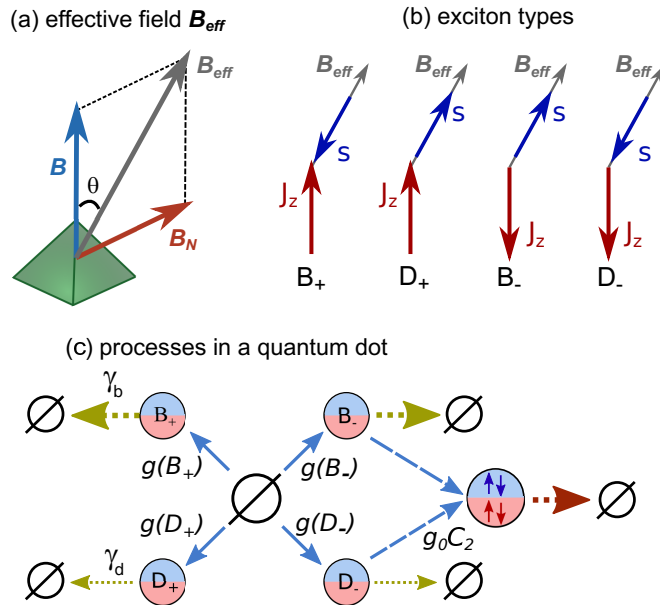 (a) effective field B_eff
(b) exciton types
B_eff
B
θ
B_N
B_eff
S
J_z
B_+
B_eff
S
J_z
D_+
B_eff
S
J_z
B_-
B_eff
S
J_z
D_-
(c) processes in a quantum dot
∅ γ_b B_+ B_- ∅
g(B_+) ∅ g(B_-)
g(D_+) g(D_-) g_0C_2 ∅
∅ γ_d D_+ D_- ∅